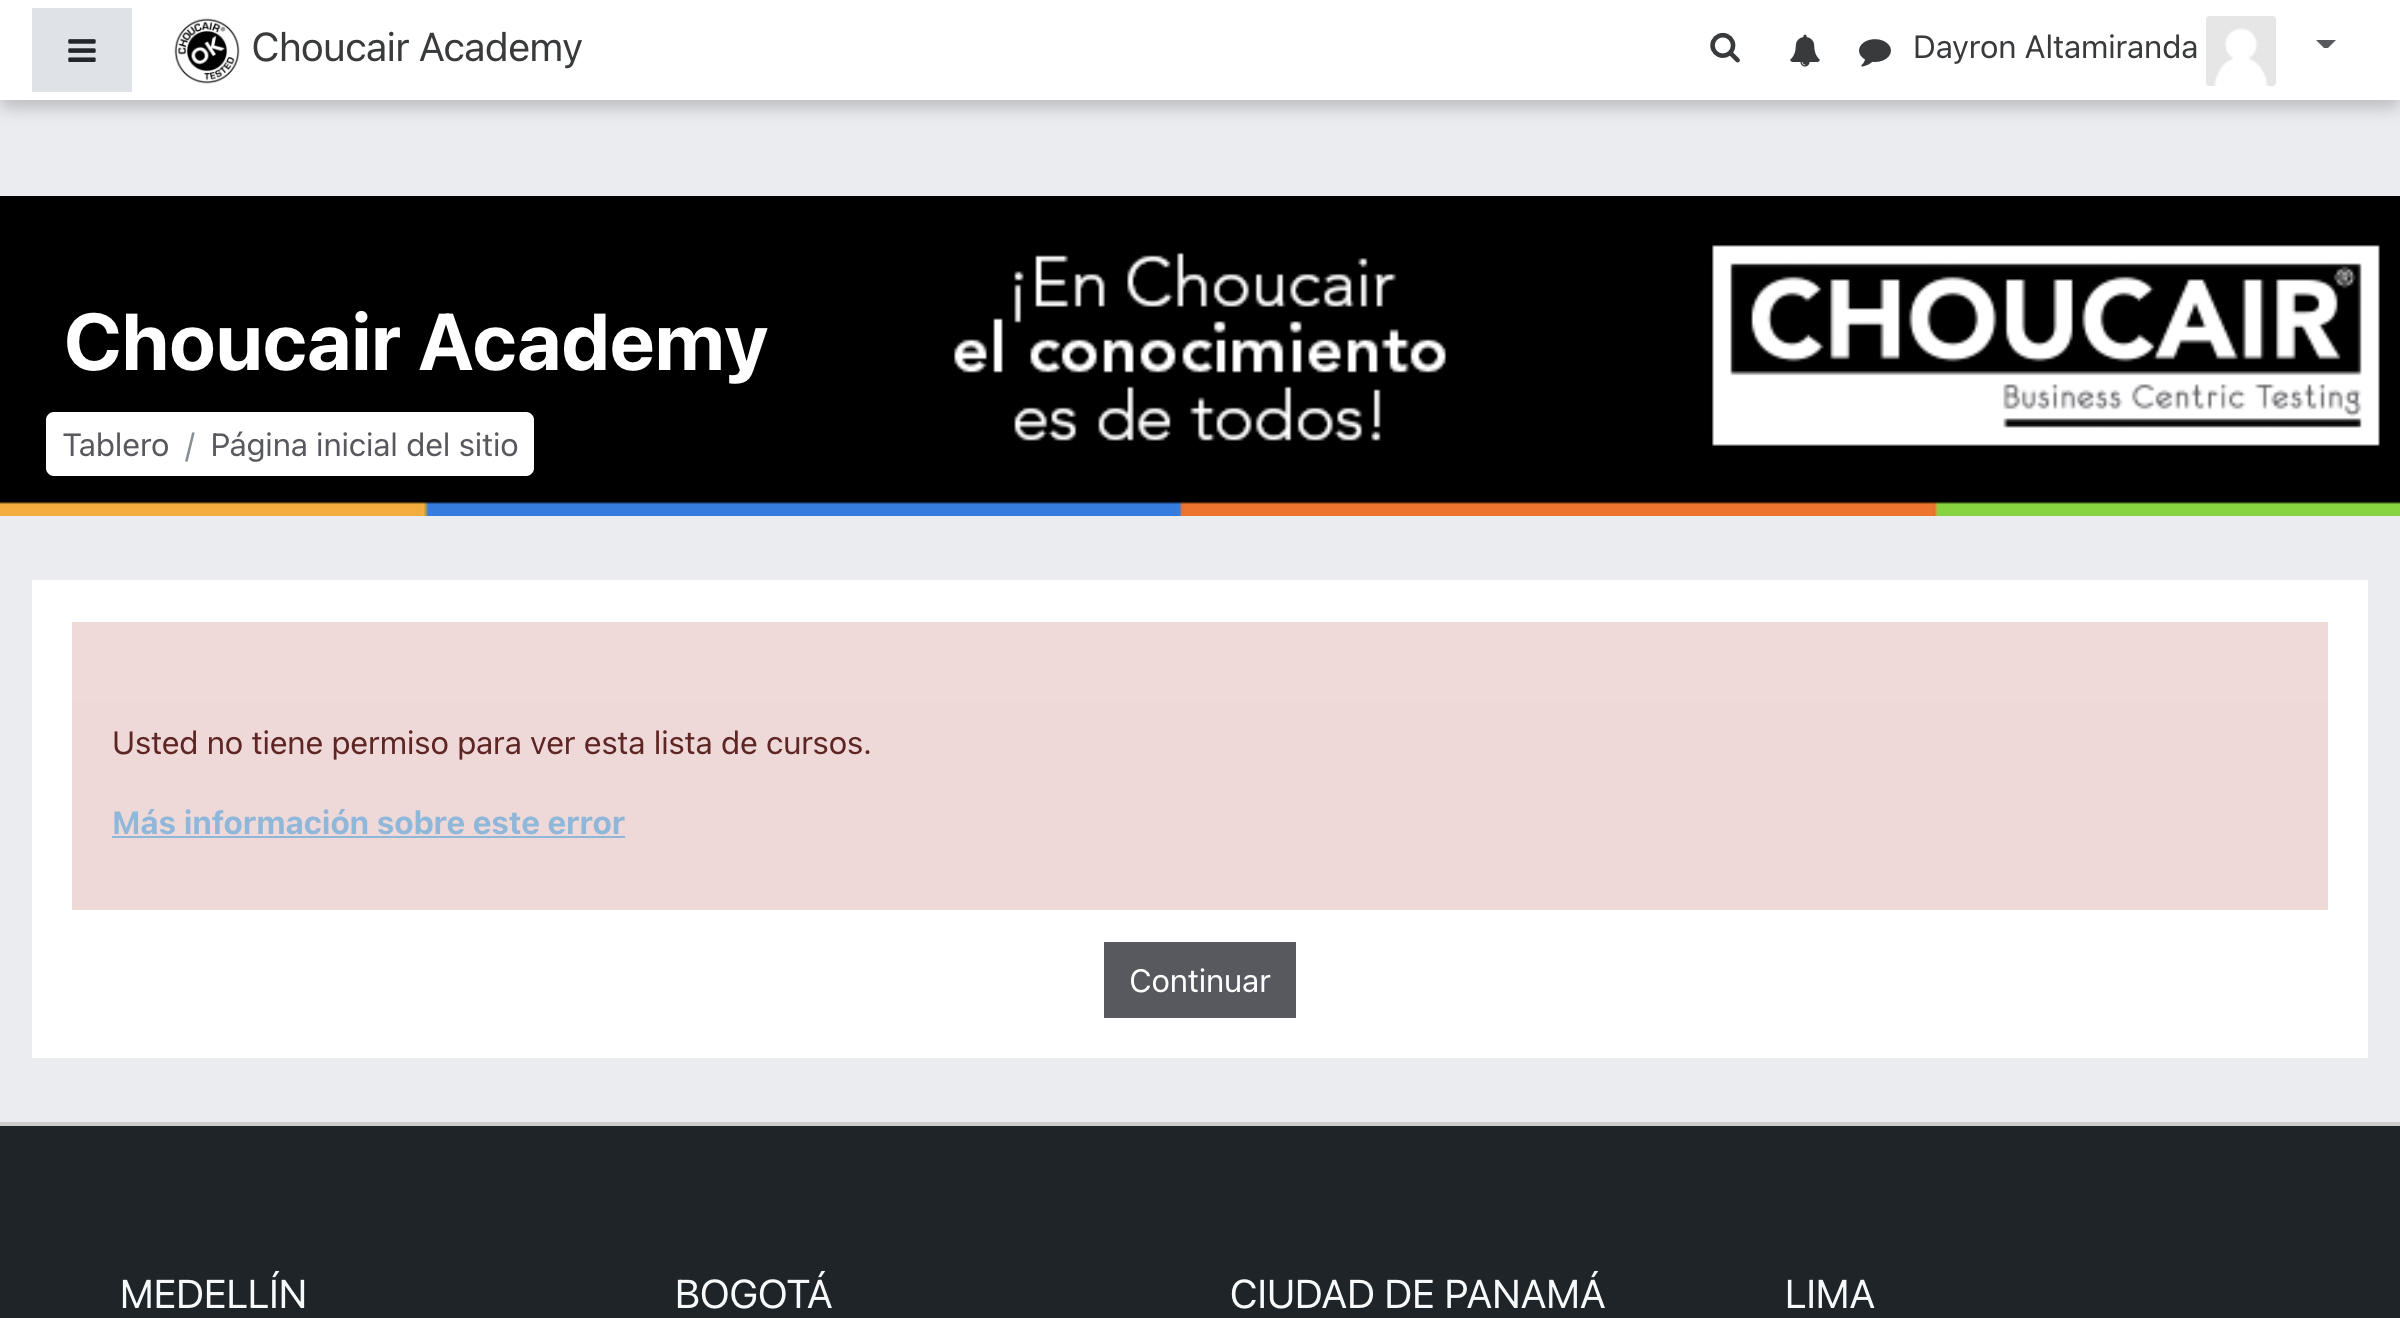 CHOUCAIR®
OK
TESTED
Choucair Academy
Dayron Altamiranda
Choucair Academy
Tablero / Página inicial del sitio
¡En Choucair
el conocimiento
es de todos!
CHOUCAIR®
Business Centric Testing
Usted no tiene permiso para ver esta lista de cursos.
Más información sobre este error
Continuar
MEDELLÍN
BOGOTÁ
CIUDAD DE PANAMÁ
LIMA